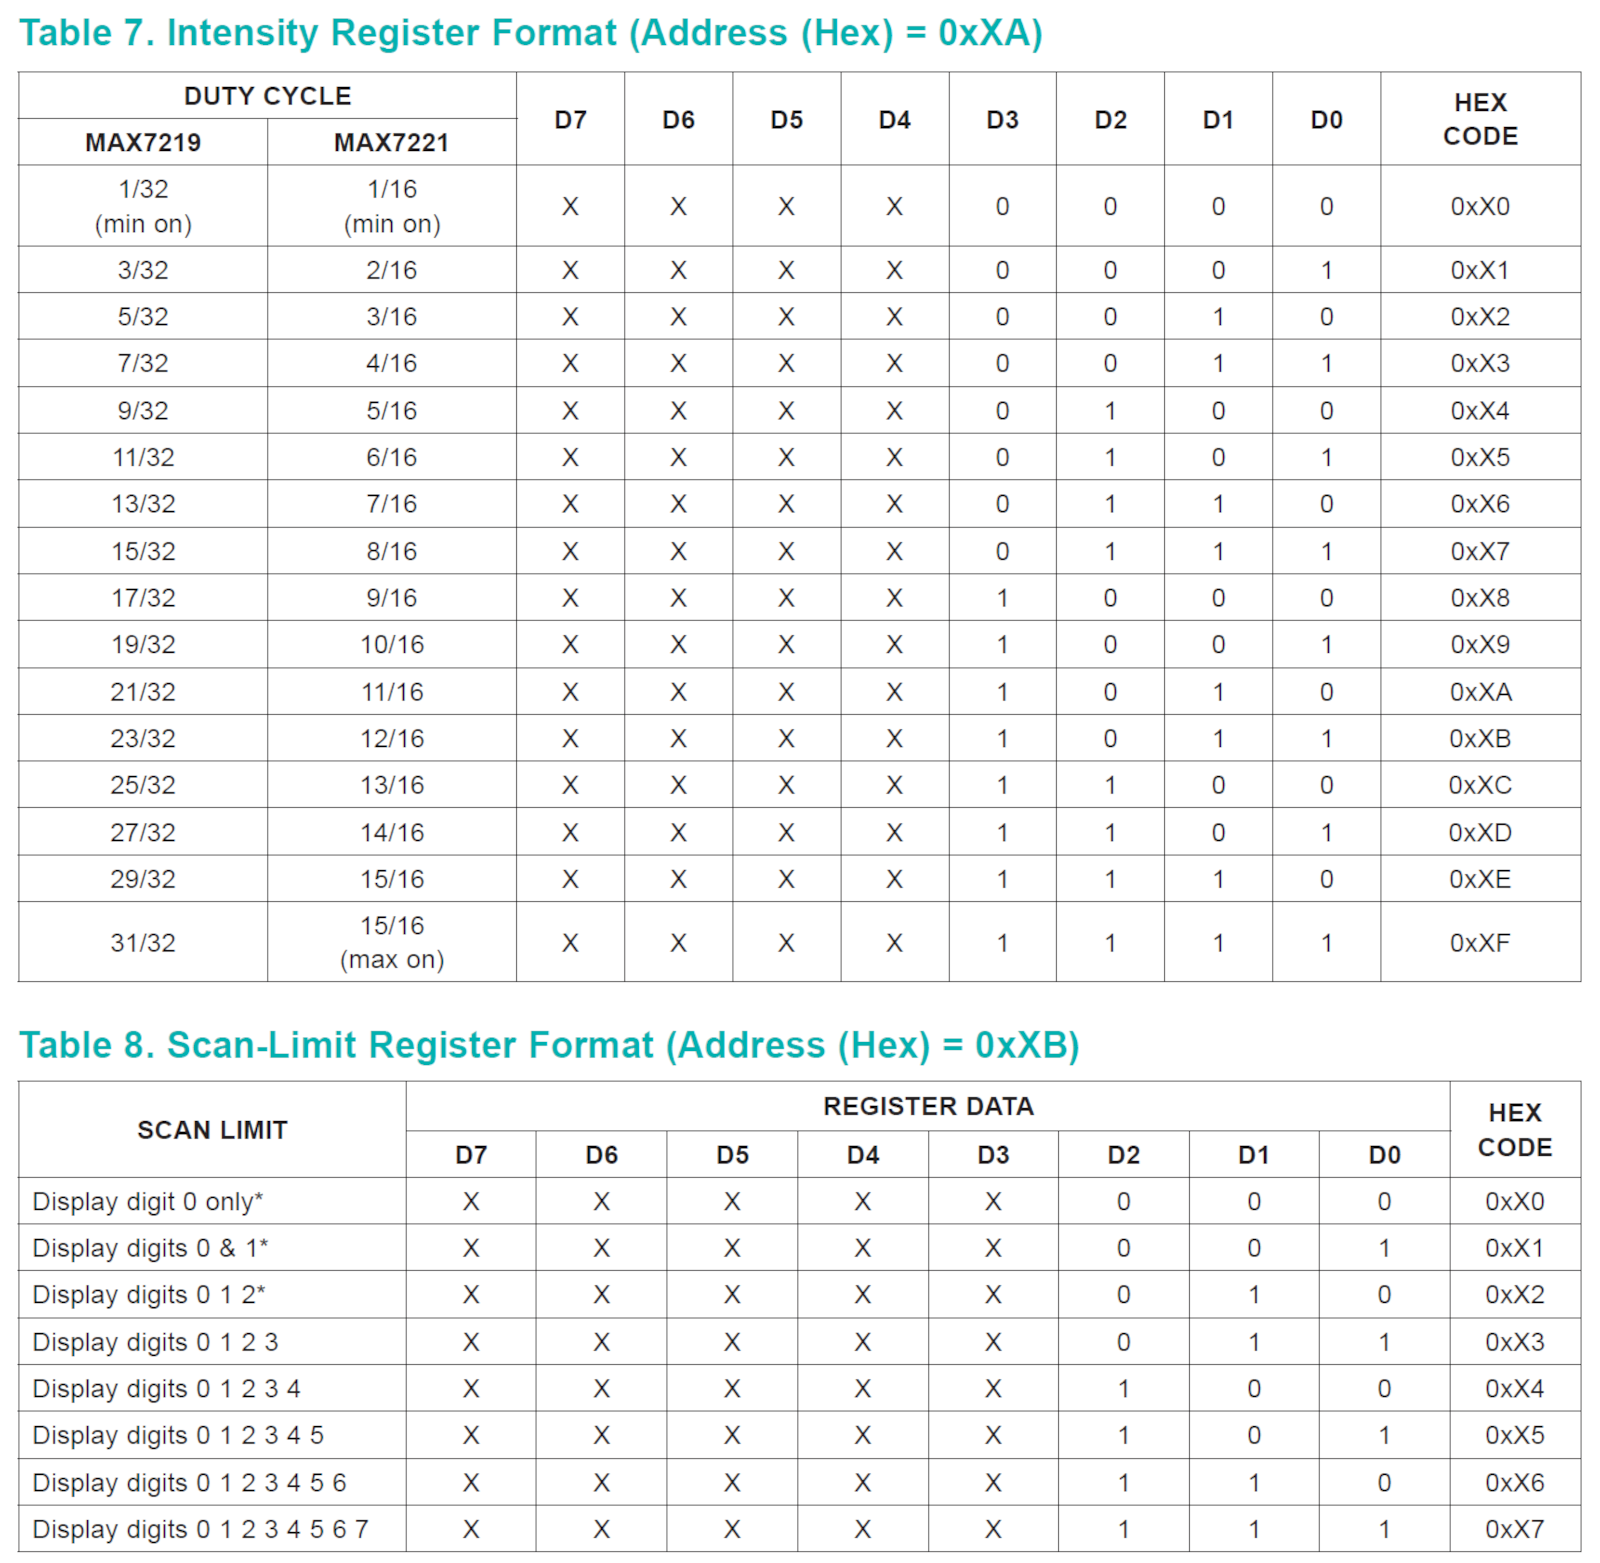 Table 7. Intensity Register Format (Address (Hex) = 0xXA)
DUTY CYCLE D7 D6 D5 D4 D3 D2 D1 D0 HEX CODE
MAX7219 MAX7221
1/32 (min on) 1/16 (min on) X X X X 0 0 0 0 0xX0
3/32 2/16 X X X X 0 0 0 1 0xX1
5/32 3/16 X X X X 0 0 1 0 0xX2
7/32 4/16 X X X X 0 0 1 1 0xX3
9/32 5/16 X X X X 0 1 0 0 0xX4
11/32 6/16 X X X X 0 1 0 1 0xX5
13/32 7/16 X X X X 0 1 1 0 0xX6
15/32 8/16 X X X X 0 1 1 1 0xX7
17/32 9/16 X X X X 1 0 0 0 0xX8
19/32 10/16 X X X X 1 0 0 1 0xX9
21/32 11/16 X X X X 1 0 1 0 0xXA
23/32 12/16 X X X X 1 0 1 1 0xXB
25/32 13/16 X X X X 1 1 0 0 0xXC
27/32 14/16 X X X X 1 1 0 1 0xXD
29/32 15/16 X X X X 1 1 1 0 0xXE
31/32 15/16 (max on) X X X X 1 1 1 1 0xXF
Table 8. Scan-Limit Register Format (Address (Hex) = 0xXB)
SCAN LIMIT REGISTER DATA HEX CODE
D7 D6 D5 D4 D3 D2 D1 D0
Display digit 0 only* X X X X X 0 0 0 0xX0
Display digits 0 & 1* X X X X X 0 0 1 0xX1
Display digits 0 1 2* X X X X X 0 1 0 0xX2
Display digits 0 1 2 3 X X X X X 0 1 1 0xX3
Display digits 0 1 2 3 4 X X X X X 1 0 0 0xX4
Display digits 0 1 2 3 4 5 X X X X X 1 0 1 0xX5
Display digits 0 1 2 3 4 5 6 X X X X X 1 1 0 0xX6
Display digits 0 1 2 3 4 5 6 7 X X X X X 1 1 1 0xX7